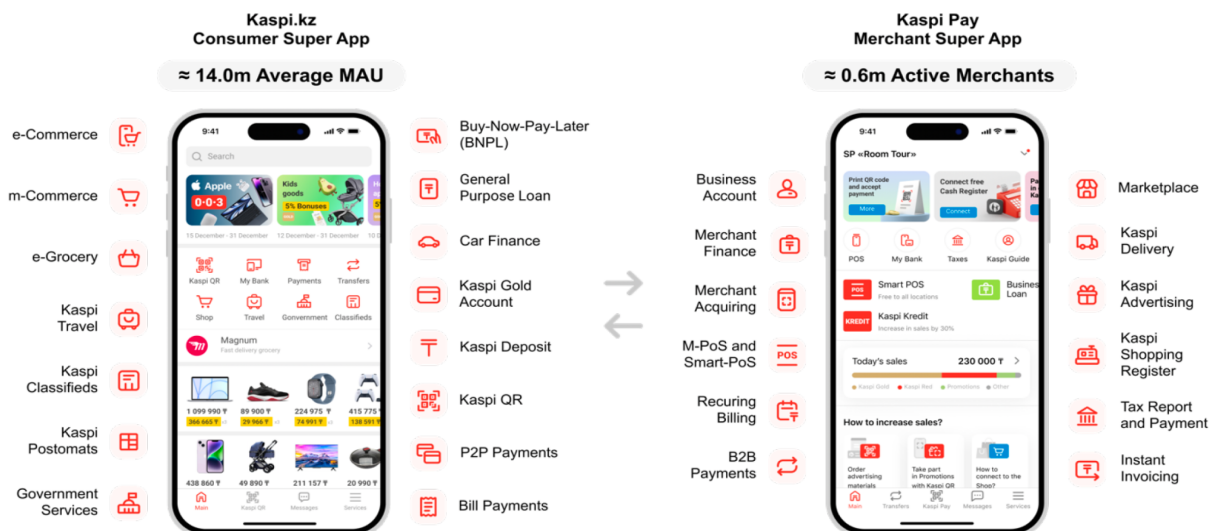 Kaspi.kz
Consumer Super App
≈ 14.0m Average MAU
e-Commerce
m-Commerce
e-Grocery
Kaspi
Travel
Kaspi
Classifieds
Kaspi
Postomats
Government
Services
9:41
Search
Apple
0-0-3
Kids
goods
5% Bonuses
15 December - 31 December
12 December - 31 December
Kaspi QR
My Bank
Payments
Transfers
Shop
Travel
Gonvernment
Classifieds
Magnum
Fast delivery grocery
1 099 990 ₸
89 900 ₸
224 975 ₸
415 775
366 665 ₸
29 966 ₸
74 991 ₸
138 591
438 860 ₸
49 890 ₸
211 157 ₸
20 990 ₸
Main
Kaspi QR
Messages
Services
Buy-Now-Pay-Later
(BNPL)
General
Purpose Loan
Car Finance
Kaspi Gold
Account
Kaspi Deposit
Kaspi QR
P2P Payments
Bill Payments
Kaspi Pay
Merchant Super App
≈ 0.6m Active Merchants
Business
Account
Merchant
Finance
Merchant
Acquiring
M-PoS and
Smart-PoS
POS
Recuring
Billing
B2B
Payments
9:41
SP «Room Tour»
Print QR code
and accept
payment
More
Connect free
Cash Register
Connect
POS
My Bank
Taxes
Kaspi Guide
POS
Smart POS
Free to all locations
Busines
Loan
KREDIT
Kaspi Kredit
Increase in sales by 30%
Today's sales
230 000 ₸
Kaspi Gold
Kaspi Red
Promotions
Other
How to increase sales?
Order
advertising
materials
Take part
in Promotions
with Kaspi QR
How to
connect to the
Shop?
Main
Transfers
Kaspi Pay
Messages
Services
Marketplace
Kaspi
Delivery
Kaspi
Advertising
Kaspi
Shopping
Register
Tax Report
and Payment
Instant
Invoicing